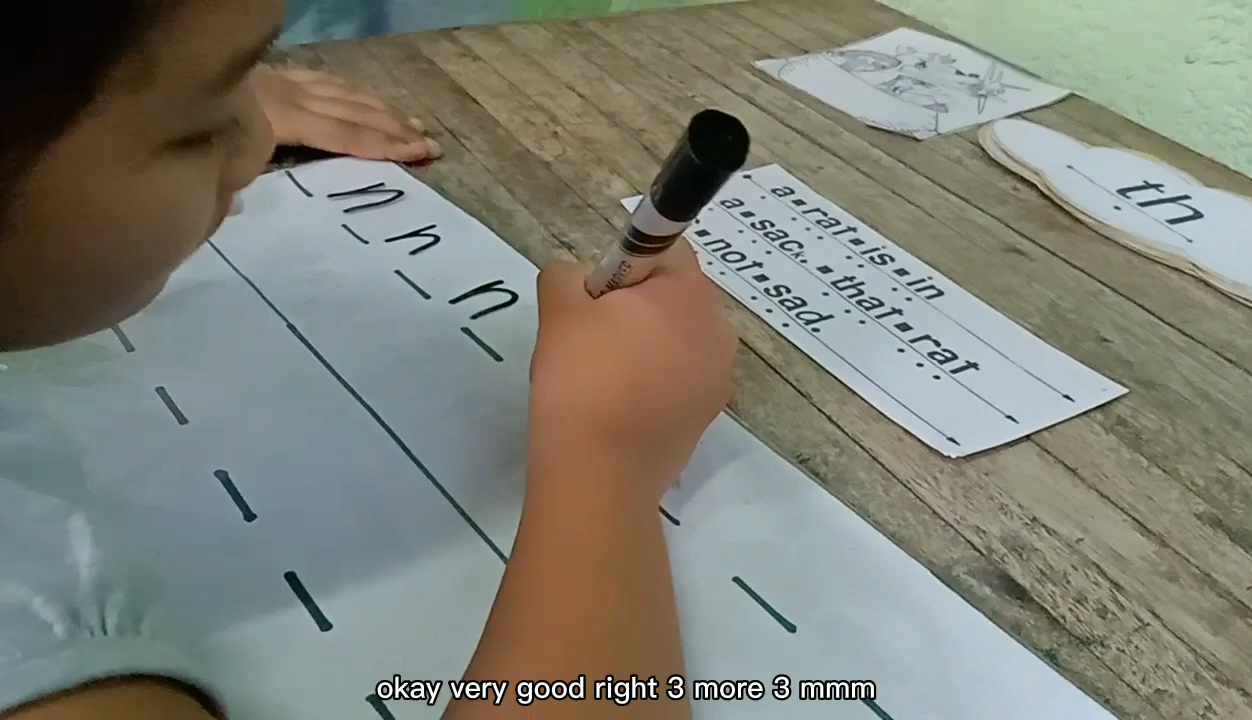 n n n
a rat is in
a sack. that rat
not sad.
th
okay very good right 3 more 3 mmm